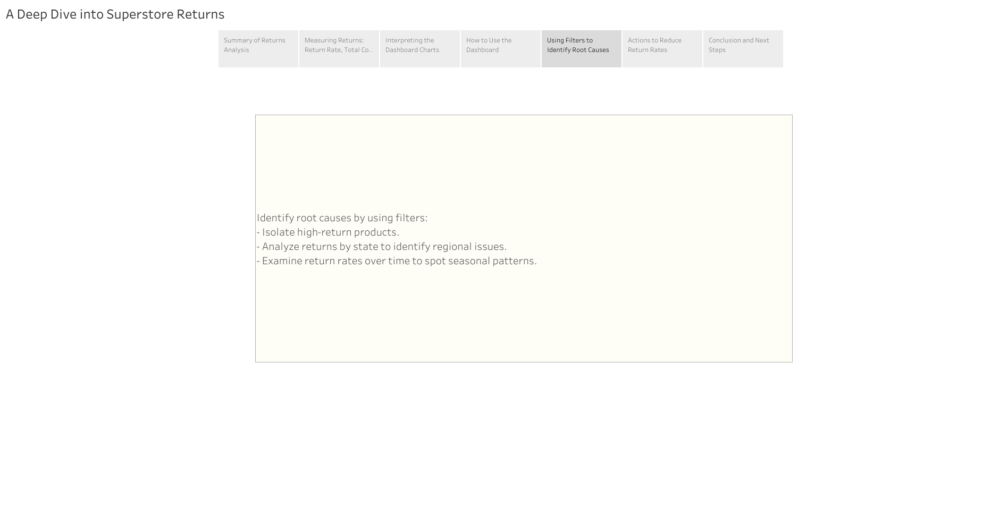 A Deep Dive into Superstore Returns
Summary of Returns
Analysis
Measuring Returns:
Return Rate, Total Co..
Interpreting the
Dashboard Charts
How to Use the
Dashboard
Using Filters to
Identify Root Causes
Actions to Reduce
Return Rates
Conclusion and Next
Steps
Identify root causes by using filters:
- Isolate high-return products.
- Analyze returns by state to identify regional issues.
- Examine return rates over time to spot seasonal patterns.